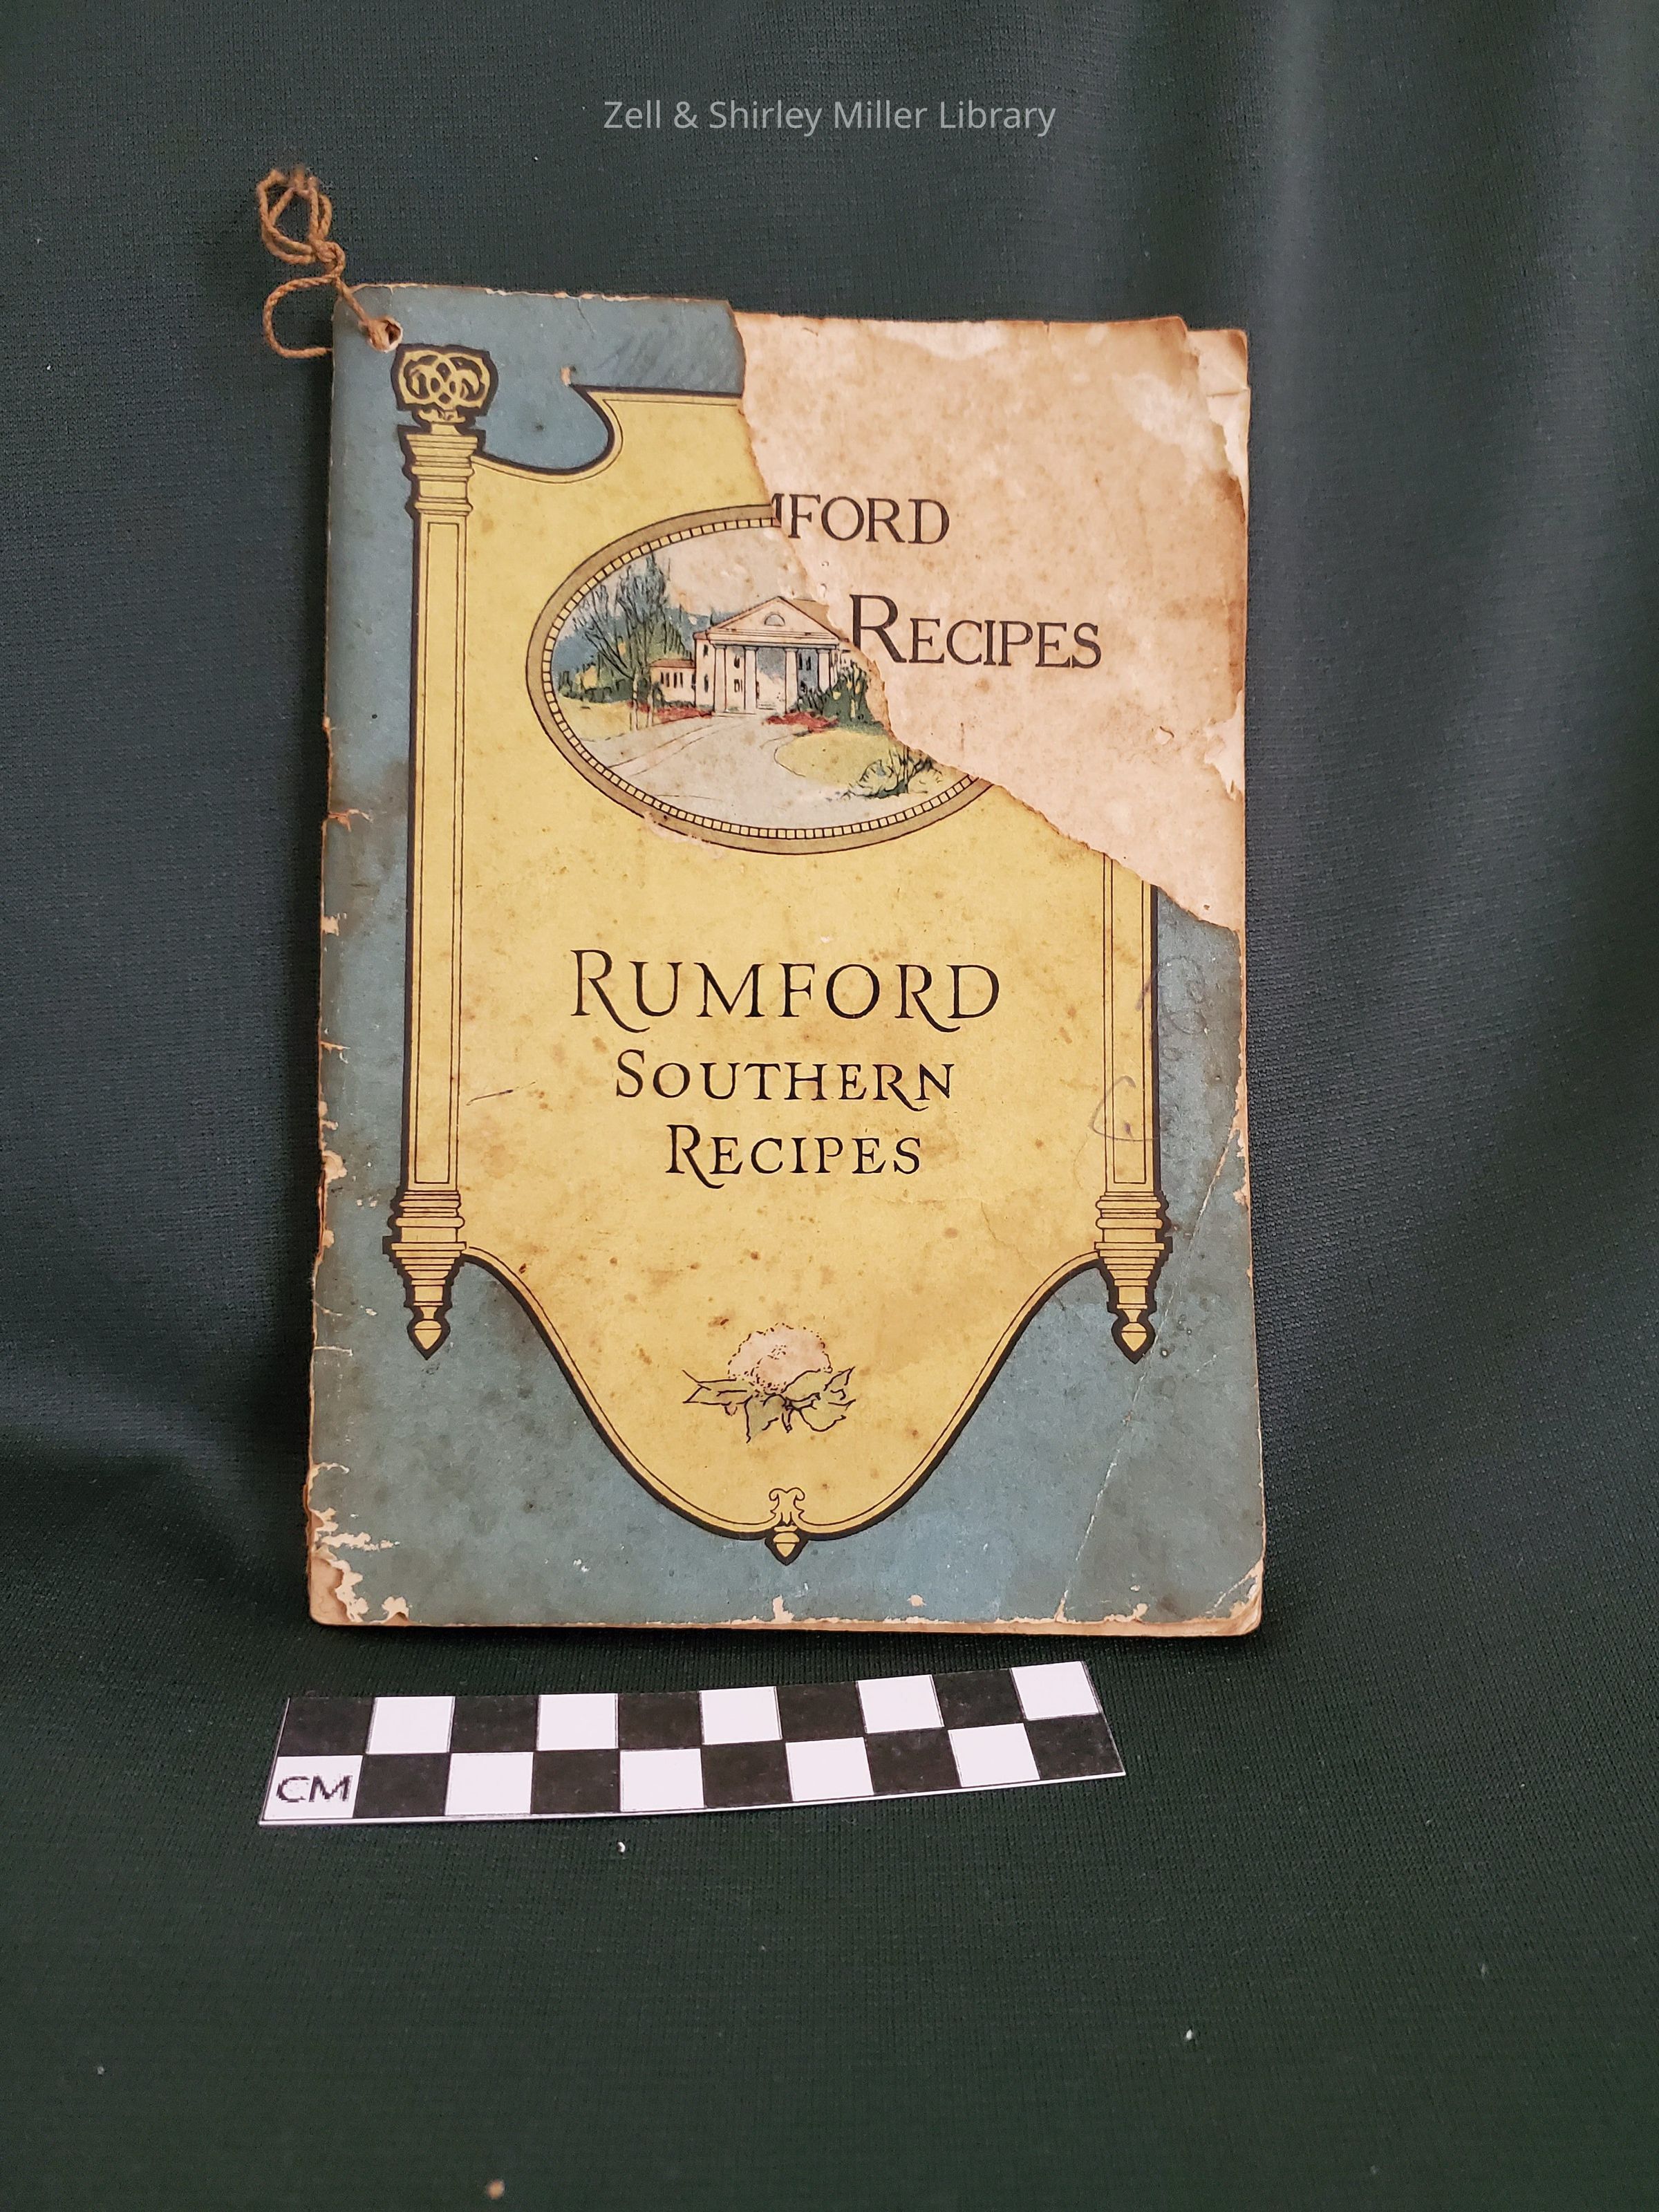 Zell & Shirley Miller Library
MFORD
RECIPES
RUMFORD
SOUTHERN
RECIPES
CM